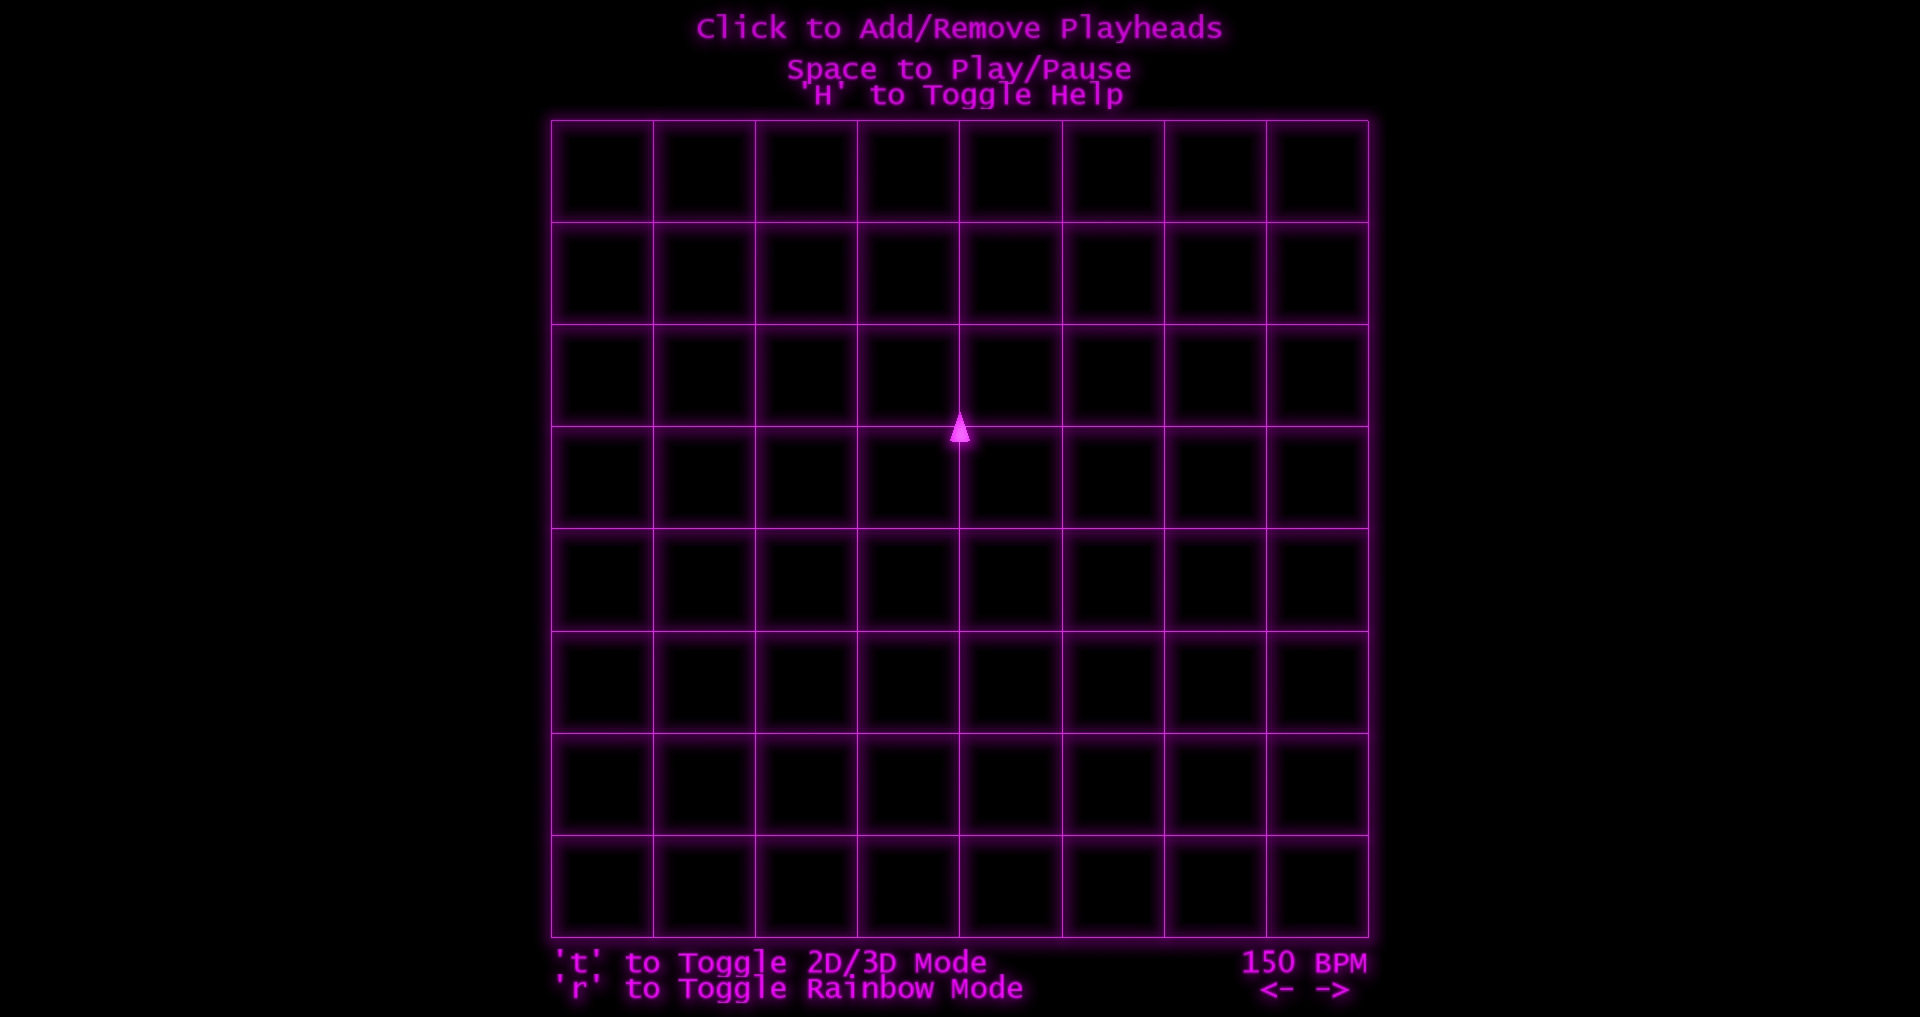 Click to Add/Remove Playheads
Space to Play/Pause
'H' to Toggle Help
't' to Toggle 2D/3D Mode
'r' to Toggle Rainbow Mode
150 BPM
<- ->